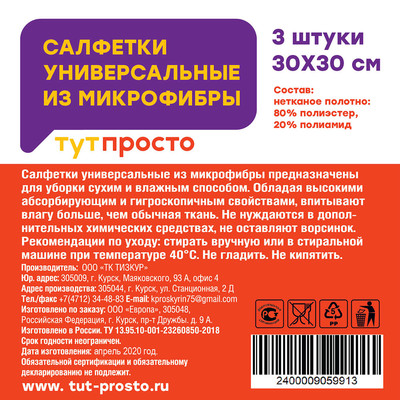 САЛФЕТКИ
УНИВЕРСАЛЬНЫЕ
ИЗ МИКРОФИБРЫ
3 штуки
30X30 см
Состав:
нетканое полотно:
80% полиэстер,
20% полиамид
тутпросто
Салфетки универсальные из микрофибры предназначены
для уборки сухим и влажным способом. Обладая высокими
абсорбирующим и гигроскопичным свойствами, впитывают
влагу больше, чем обычная ткань. Не нуждаются в допол-
нительных химических средствах, не оставляют ворсинок.
Рекомендации по уходу: стирать вручную или в стиральной
машине при температуре 40°С. Не гладить. Не кипятить.
Производитель: ООО «ТК ТИЗКУР»
Юр. адрес: 305009, г. Курск, Маяковского, 93 А, офис 4
Адрес производства: 305044, г. Курск, ул. Станционная, 2 Д
Тел./факс +7(4712) 34-48-83 Email: kproskyrin75@gmail.com
Изготовлено по заказу: ООО «Европа», 305048,
Российская Федерация, г. Курск, пр-т Дружбы, д. 9 А.
Изготовлено в России. ТУ 13.95.10-001-23260850-2018
Срок годности неограничен.
Дата изготовления: апрель 2020 год.
Обязательной сертификации и обязательному
декларированию не подлежит.
www.tut-prosto.ru
5
PP
2400009059913